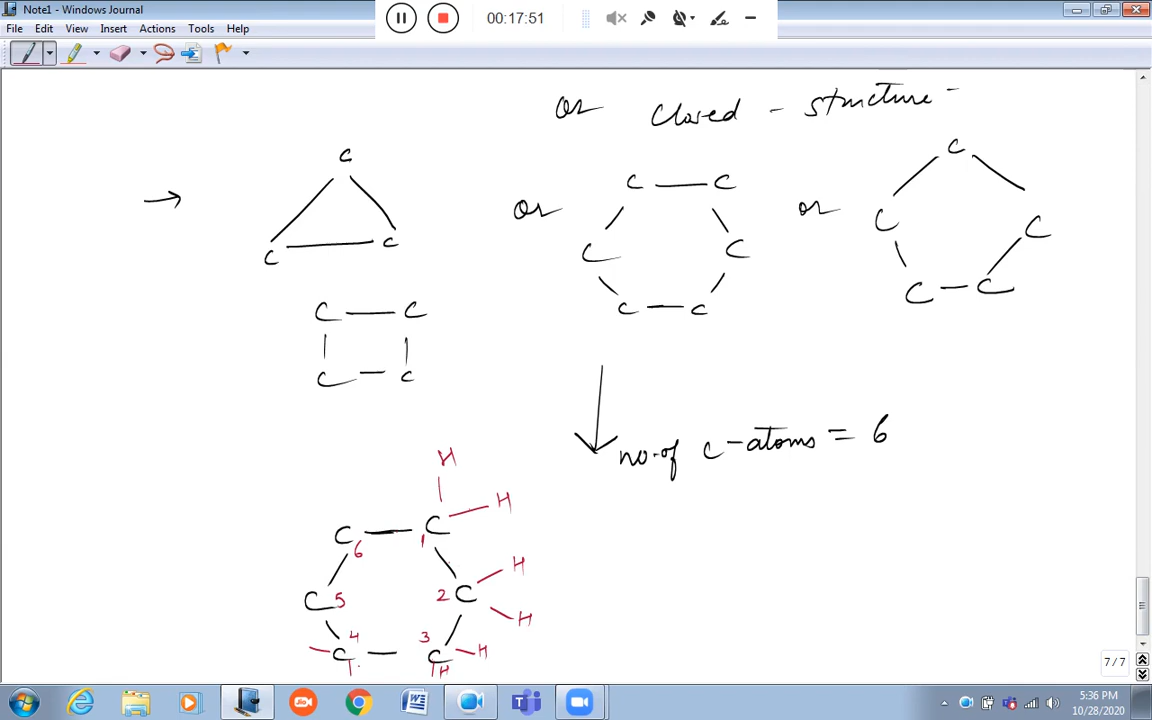 Note1 - Windows Journal
00:17:51
File Edit View Insert Actions Tools Help
or closed - structure -
C
C C
or
C C
C C
C C
or
C
C C
C C
C C
C C
no. of C-atoms = 6
H
C C H
6 1
H
C 5 2 C
H
4 3
C C H
H
7 / 7
5:36 PM
10/28/2020